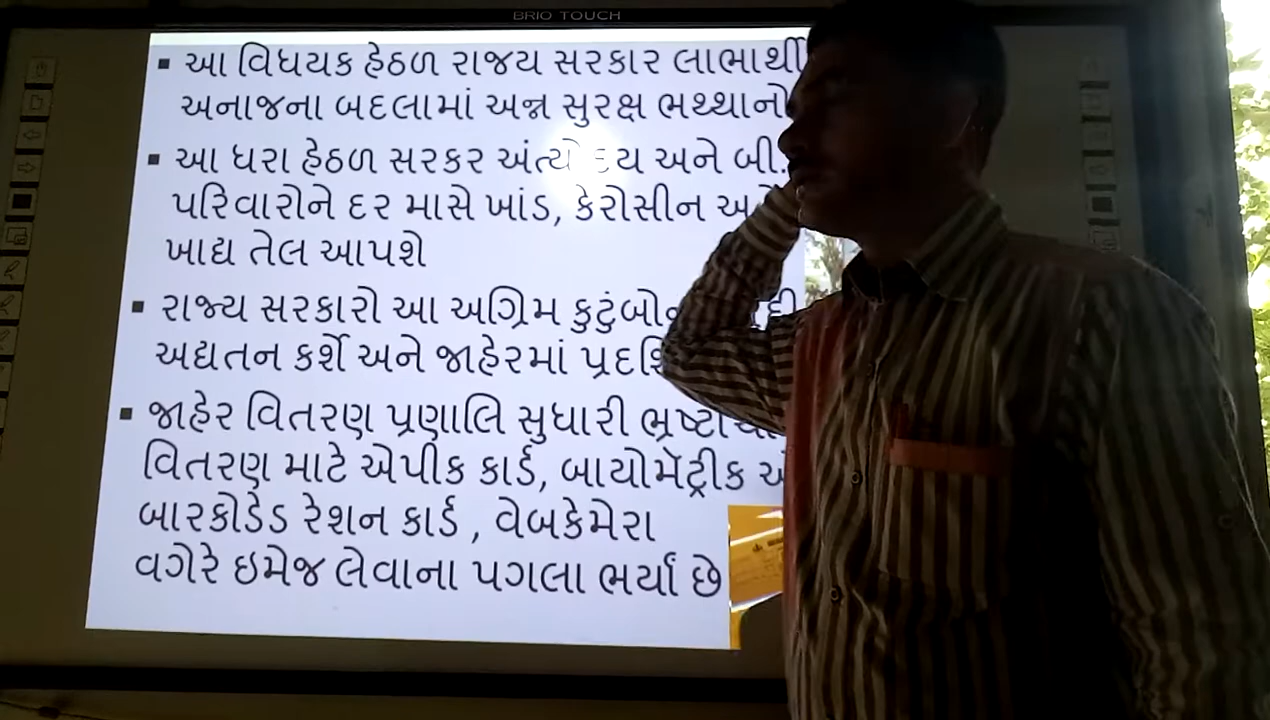 BRIO TOUCH
▪ આ વિધયક હેઠળ રાજય સરકાર લાભાર્થી
અનાજના બદલામાં અન્ન સુરક્ષ ભથ્થાનો
▪ આ ધરા હેઠળ સરકર અંત્યોદય અને બી.
પરિવારોને દર માસે ખાંડ, કેરોસીન
ખાદ્ય તેલ આપશે
▪ રાજ્ય સરકારો આ અગ્રિમ
અદ્યતન કર્શે અને જાહેરમાં
▪ જાહેર વિતરણ પ્રણાલિ સુધારી
વિતરણ માટે એપીક કાર્ડ, બાયોમૅટ્રીક
બારકોડેડ રેશન કાર્ડ , વેબકેમેરા
વગેરે ઇમેજ લેવાના પગલા ભર્યાં છે